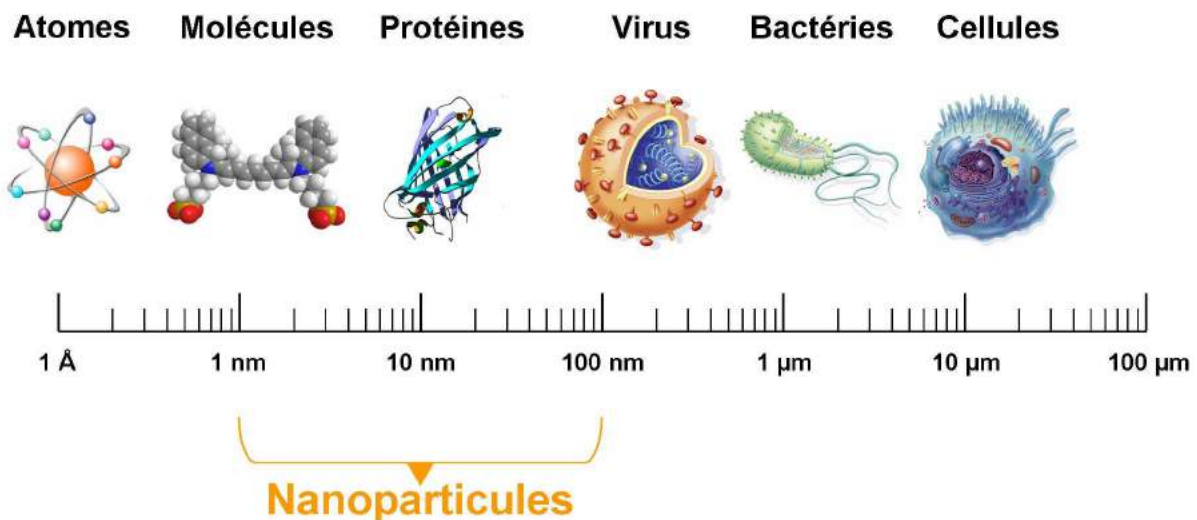 Atomes Molécules Protéines Virus Bactéries Cellules
1 Å 1 nm 10 nm 100 nm 1 µm 10 µm 100 µm
Nanoparticules